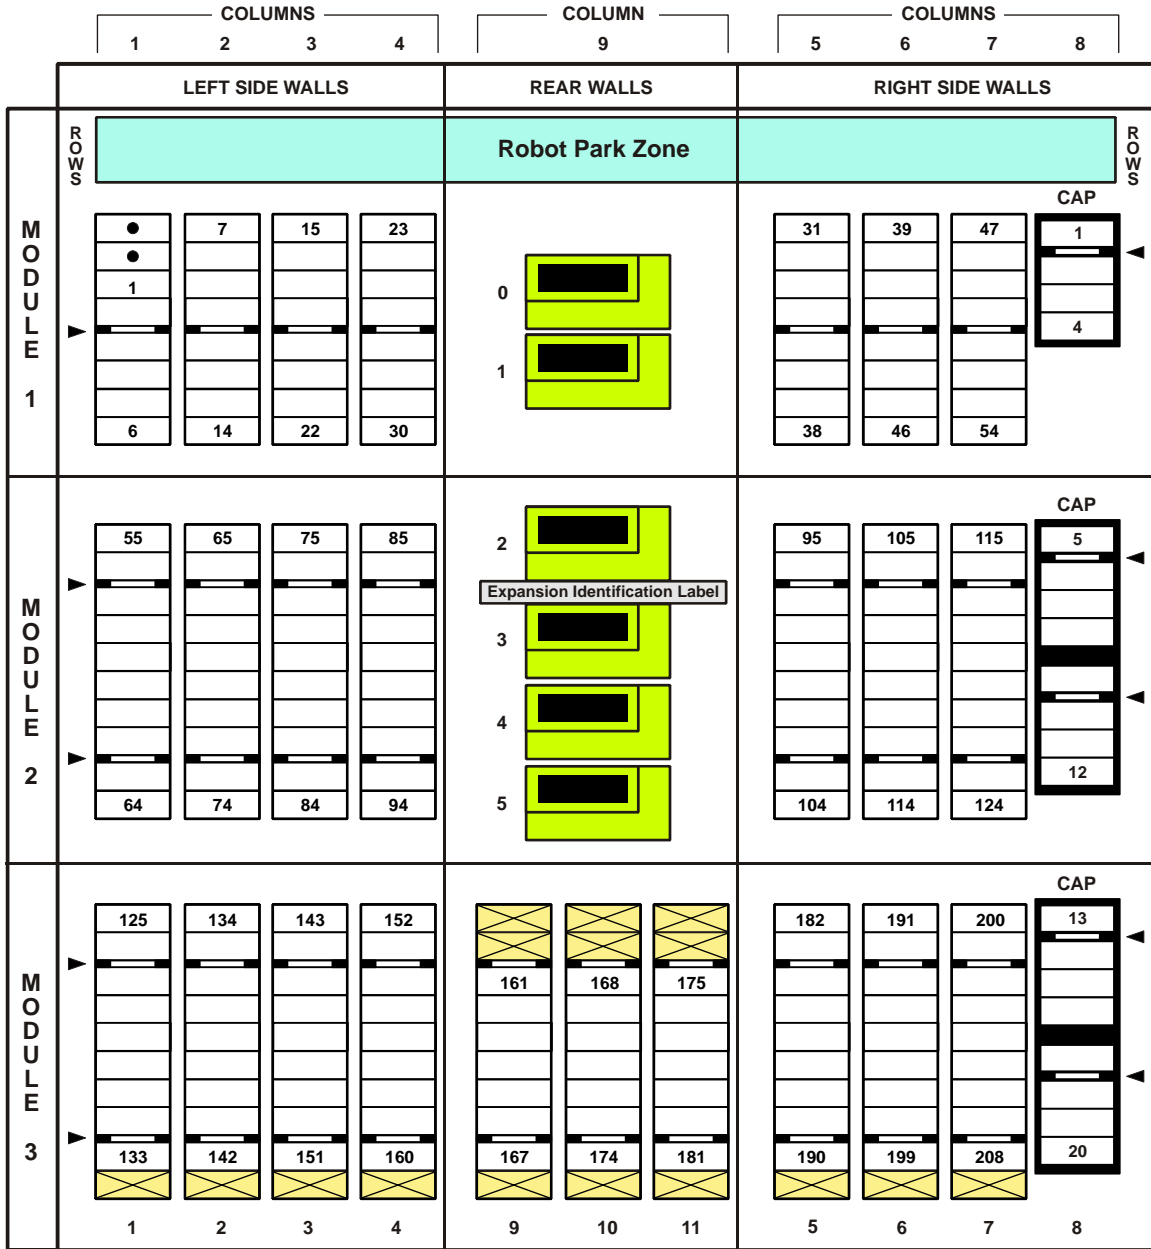 COLUMNS COLUMN COLUMNS
1 2 3 4 9 5 6 7 8
LEFT SIDE WALLS REAR WALLS RIGHT SIDE WALLS
ROWS Robot Park Zone ROWS
CAP
MODULE 1
7 15 23 31 39 47 1
1
0
4
1
6 14 22 30 38 46 54
CAP
MODULE 2
55 65 75 85 2 95 105 115 5
Expansion Identification Label
3
4
12
5
64 74 84 94 104 114 124
CAP
MODULE 3
125 134 143 152 182 191 200 13
161 168 175
133 142 151 160 167 174 181 190 199 208 20
1 2 3 4 9 10 11 5 6 7 8